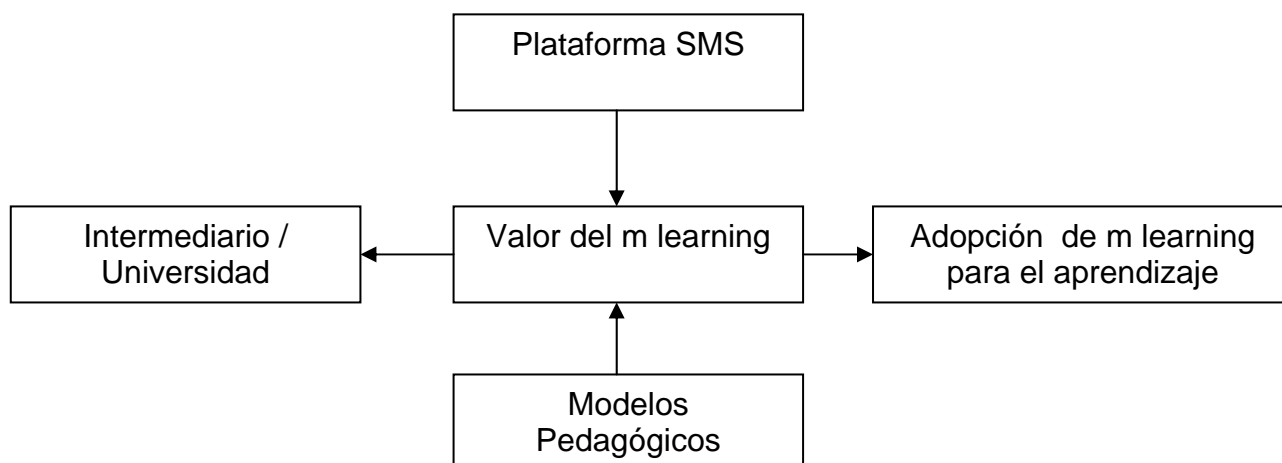 Plataforma SMS
Intermediario /
Universidad
Valor del m learning
Adopción de m learning
para el aprendizaje
Modelos
Pedagógicos